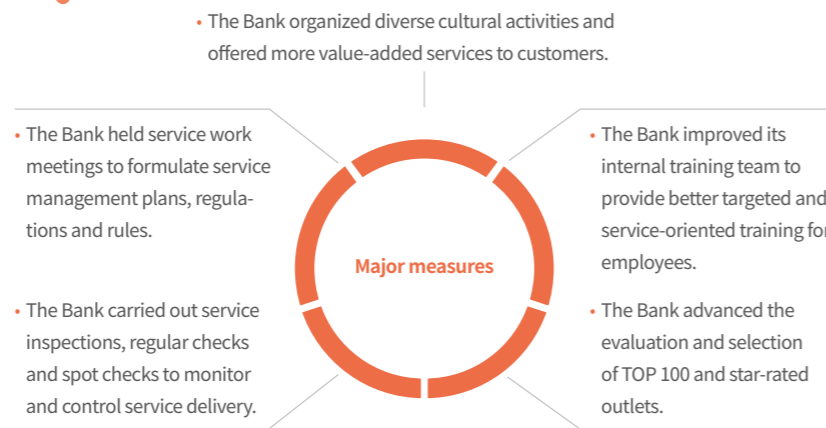 • The Bank organized diverse cultural activities and
offered more value-added services to customers.
• The Bank held service work
meetings to formulate service
management plans, regula-
tions and rules.
• The Bank improved its
internal training team to
provide better targeted and
service-oriented training for
employees.
Major measures
• The Bank carried out service
inspections, regular checks
and spot checks to monitor
and control service delivery.
• The Bank advanced the
evaluation and selection
of TOP 100 and star-rated
outlets.